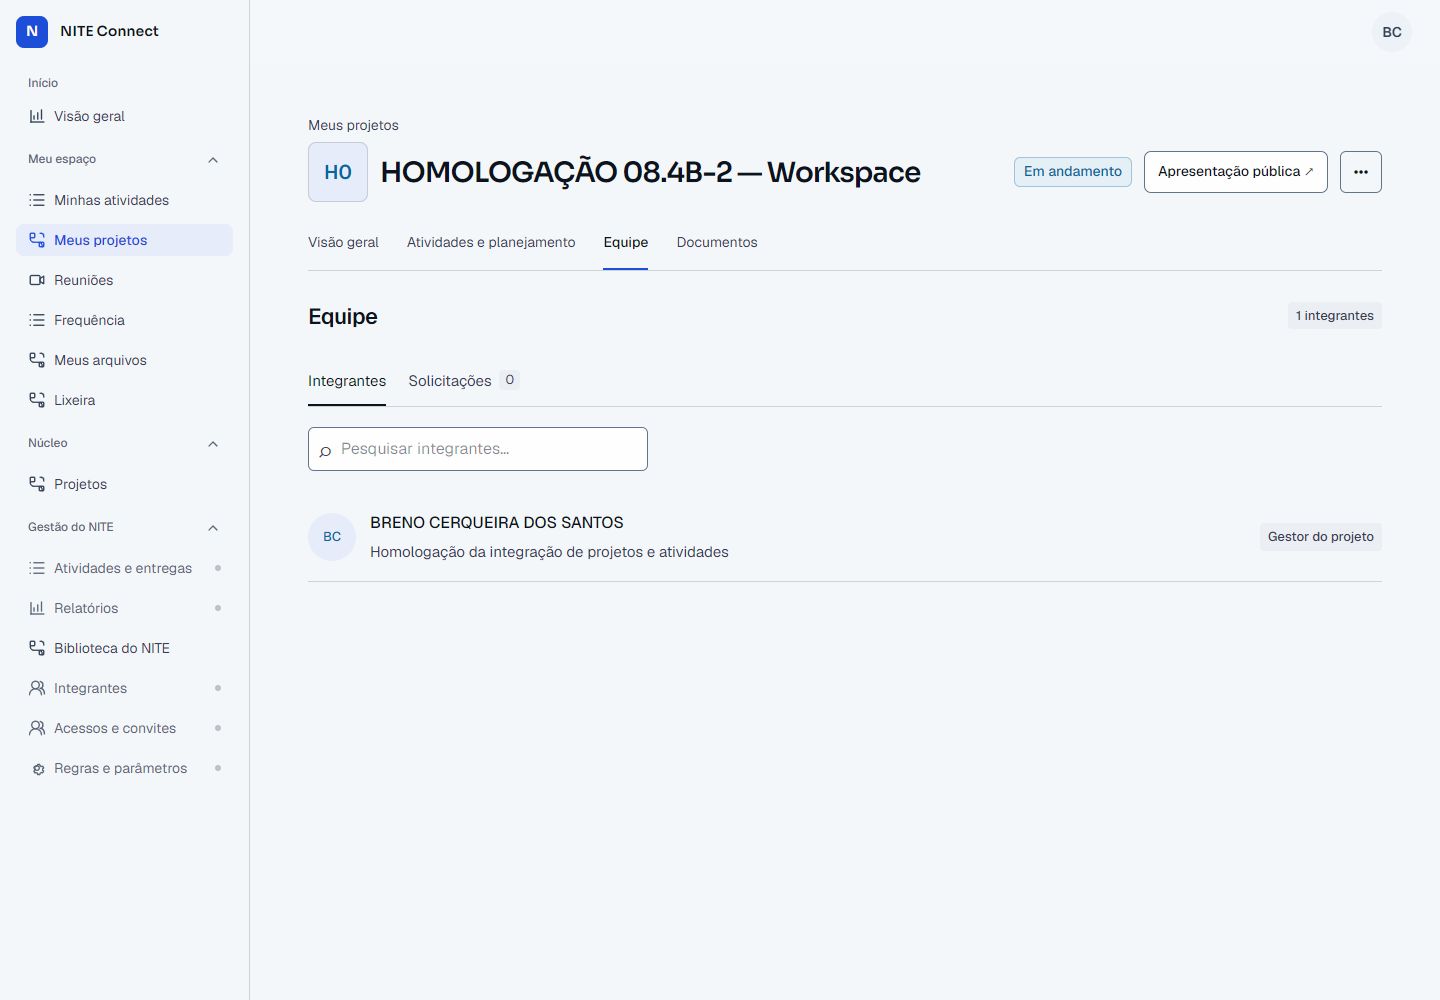 N NITE Connect
BC
Início
Visão geral
Meu espaço
Minhas atividades
Meus projetos
Reuniões
Frequência
Meus arquivos
Lixeira
Núcleo
Projetos
Gestão do NITE
Atividades e entregas
Relatórios
Biblioteca do NITE
Integrantes
Acessos e convites
Regras e parâmetros
Meus projetos
HO HOMOLOGAÇÃO 08.4B-2 — Workspace
Em andamento
Apresentação pública ↗
•••
Visão geral Atividades e planejamento Equipe Documentos
Equipe
1 integrantes
Integrantes Solicitações 0
Pesquisar integrantes...
BC
BRENO CERQUEIRA DOS SANTOS
Homologação da integração de projetos e atividades
Gestor do projeto